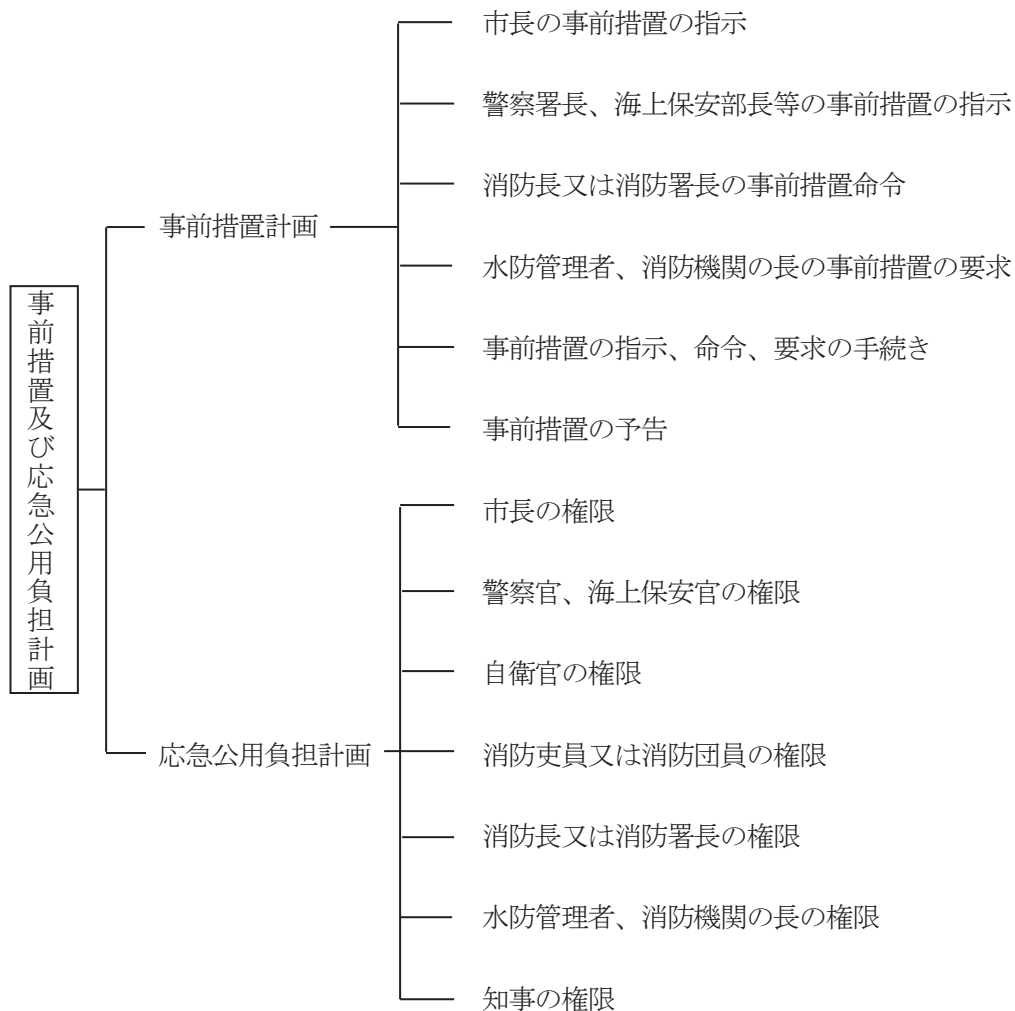 事前措置及び応急公用負担計画
事前措置計画
市長の事前措置の指示
警察署長、海上保安部長等の事前措置の指示
消防長又は消防署長の事前措置命令
水防管理者、消防機関の長の事前措置の要求
事前措置の指示、命令、要求の手続き
事前措置の予告
応急公用負担計画
市長の権限
警察官、海上保安官の権限
自衛官の権限
消防吏員又は消防団員の権限
消防長又は消防署長の権限
水防管理者、消防機関の長の権限
知事の権限